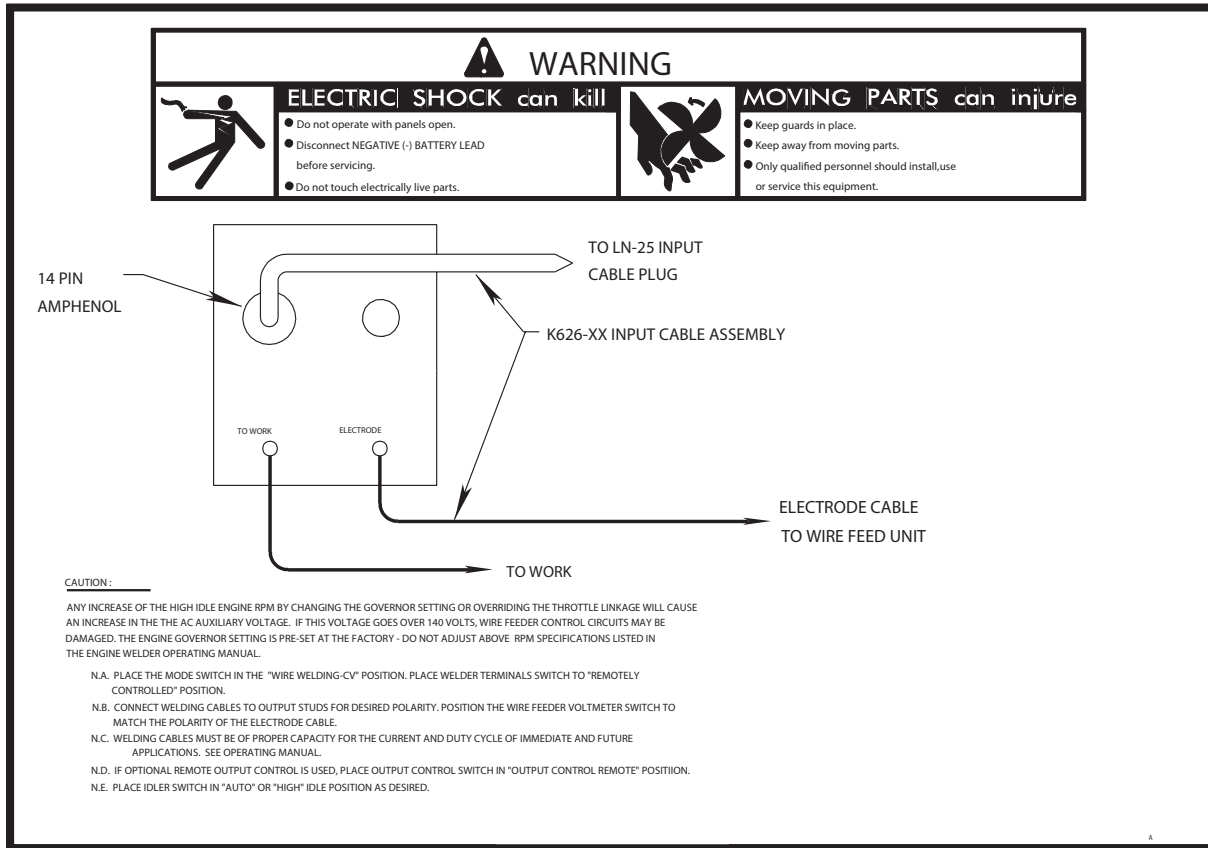 WARNING
ELECTRIC SHOCK can kill
● Do not operate with panels open.
● Disconnect NEGATIVE (-) BATTERY LEAD
before servicing.
● Do not touch electrically live parts.
MOVING PARTS can injure
● Keep guards in place.
● Keep away from moving parts.
● Only qualified personnel should install,use
or service this equipment.
14 PIN
AMPHENOL
TO LN-25 INPUT
CABLE PLUG
K626-XX INPUT CABLE ASSEMBLY
TO WORK
ELECTRODE
ELECTRODE CABLE
TO WIRE FEED UNIT
TO WORK
CAUTION :
ANY INCREASE OF THE HIGH IDLE ENGINE RPM BY CHANGING THE GOVERNOR SETTING OR OVERRIDING THE THROTTLE LINKAGE WILL CAUSE
AN INCREASE IN THE THE AC AUXILIARY VOLTAGE. IF THIS VOLTAGE GOES OVER 140 VOLTS, WIRE FEEDER CONTROL CIRCUITS MAY BE
DAMAGED. THE ENGINE GOVERNOR SETTING IS PRE-SET AT THE FACTORY - DO NOT ADJUST ABOVE RPM SPECIFICATIONS LISTED IN
THE ENGINE WELDER OPERATING MANUAL.
N.A. PLACE THE MODE SWITCH IN THE "WIRE WELDING-CV" POSITION. PLACE WELDER TERMINALS SWITCH TO "REMOTELY
CONTROLLED" POSITION.
N.B. CONNECT WELDING CABLES TO OUTPUT STUDS FOR DESIRED POLARITY. POSITION THE WIRE FEEDER VOLTMETER SWITCH TO
MATCH THE POLARITY OF THE ELECTRODE CABLE.
N.C. WELDING CABLES MUST BE OF PROPER CAPACITY FOR THE CURRENT AND DUTY CYCLE OF IMMEDIATE AND FUTURE
APPLICATIONS. SEE OPERATING MANUAL.
N.D. IF OPTIONAL REMOTE OUTPUT CONTROL IS USED, PLACE OUTPUT CONTROL SWITCH IN "OUTPUT CONTROL REMOTE" POSITIION.
N.E. PLACE IDLER SWITCH IN "AUTO" OR "HIGH" IDLE POSITION AS DESIRED.
A